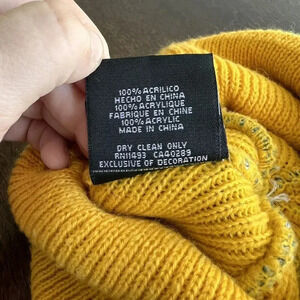 100% ACRILICO
HECHO EN CHINA
100% ACRYLIQUE
FABRIQUE EN CHINE
100% ACRYLIC
MADE IN CHINA
DRY CLEAN ONLY
RN11493 CA40289
EXCLUSIVE OF DECORATION